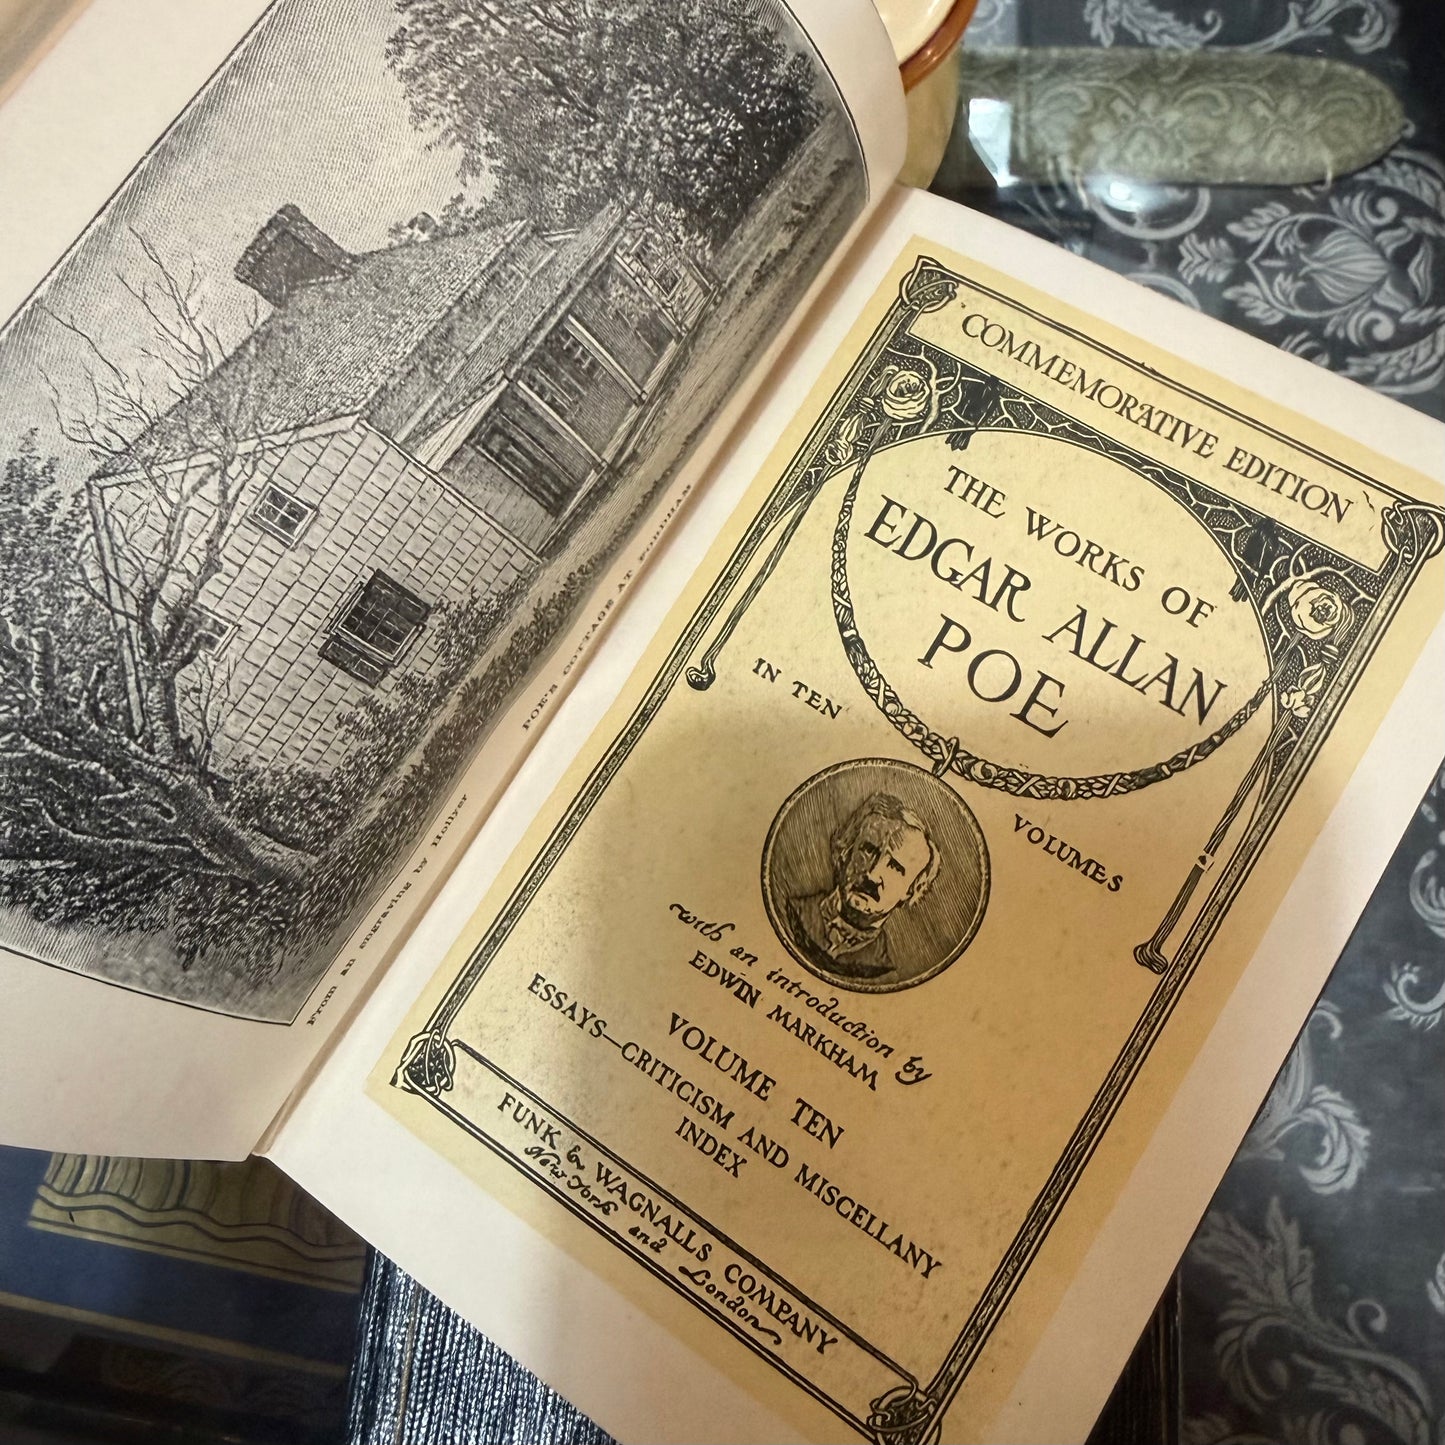 POE'S COTTAGE AT FORDHAM
From an engraving by Hollyer
COMMEMORATIVE EDITION
THE WORKS OF
EDGAR ALLAN
POE
IN TEN
VOLUMES
with an introduction by
EDWIN MARKHAM
VOLUME TEN
ESSAYS—CRITICISM AND MISCELLANY
INDEX
FUNK & WAGNALLS COMPANY
New York and London